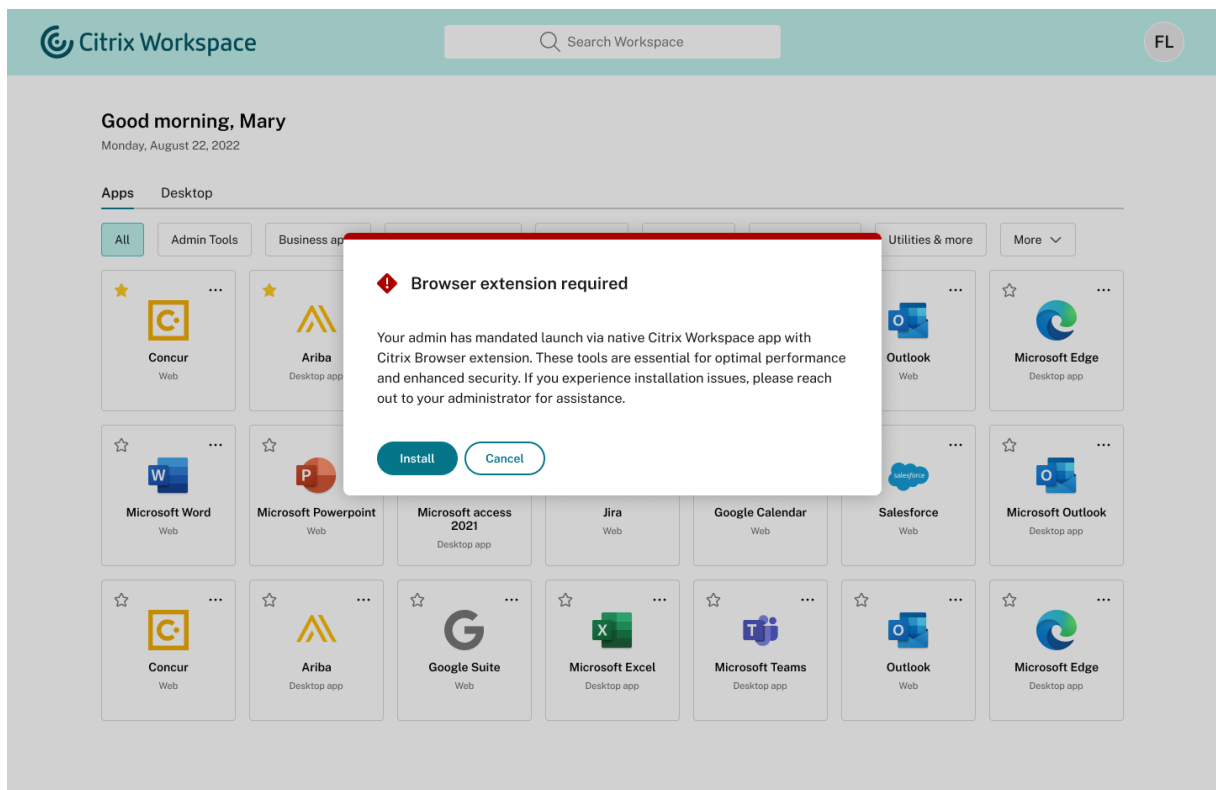 Citrix Workspace
Search Workspace
FL
Good morning, Mary
Monday, August 22, 2022
Apps
Desktop
All
Admin Tools
Business
Utilities & more
More
Browser extension required
Your admin has mandated launch via native Citrix Workspace app with
Citrix Browser extension. These tools are essential for optimal performance
and enhanced security. If you experience installation issues, please reach
out to your administrator for assistance.
Install
Cancel
Concur
Web
Ariba
Desktop app
Outlook
Web
Microsoft Edge
Desktop app
W
Microsoft Word
Web
P
Microsoft Powerpoint
Web
Microsoft access
2021
Desktop app
Jira
Web
Google Calendar
Web
salesforce
Salesforce
Web
Microsoft Outlook
Desktop app
Concur
Web
Ariba
Desktop app
G
Google Suite
Web
X
Microsoft Excel
Desktop app
T
Microsoft Teams
Desktop app
Outlook
Web
Microsoft Edge
Desktop app